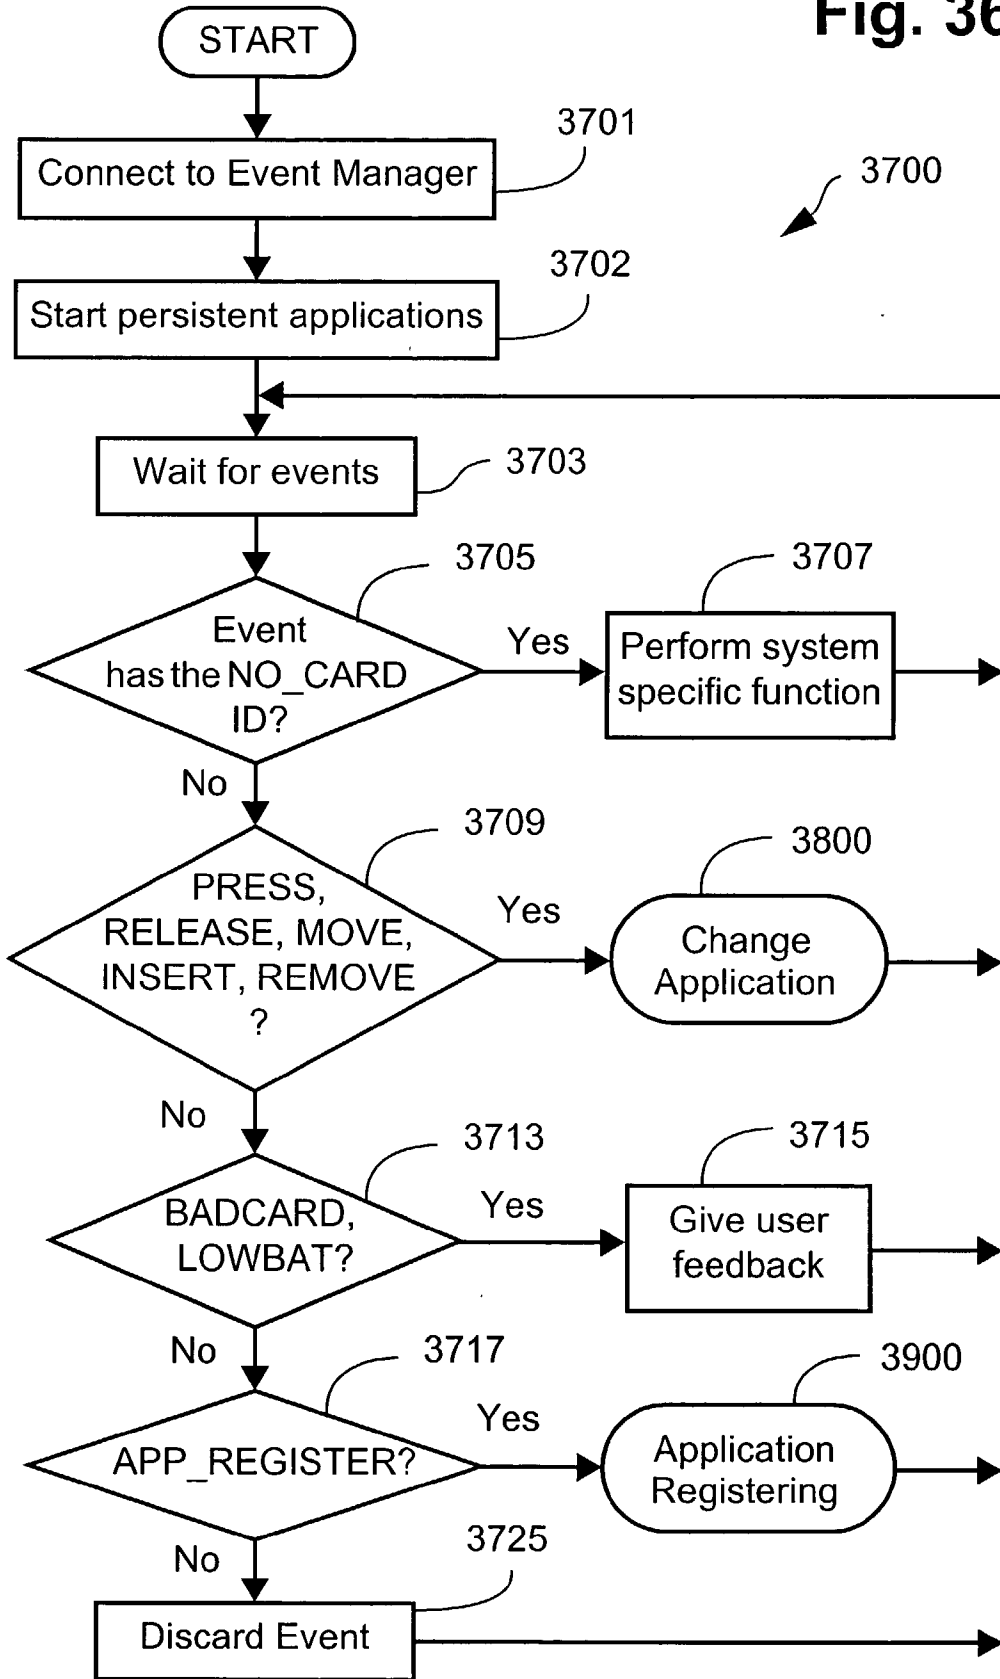 Fig. 36
START
3701
Connect to Event Manager
3700
3702
Start persistent applications
Wait for events
3703
3705
3707
Event
has the NO_CARD
ID?
Yes
Perform system
specific function
No
3709
3800
PRESS,
RELEASE, MOVE,
INSERT, REMOVE
?
Yes
Change
Application
No
3713
3715
BADCARD,
LOWBAT?
Yes
Give user
feedback
No
3717
3900
APP_REGISTER?
Yes
Application
Registering
No
3725
Discard Event